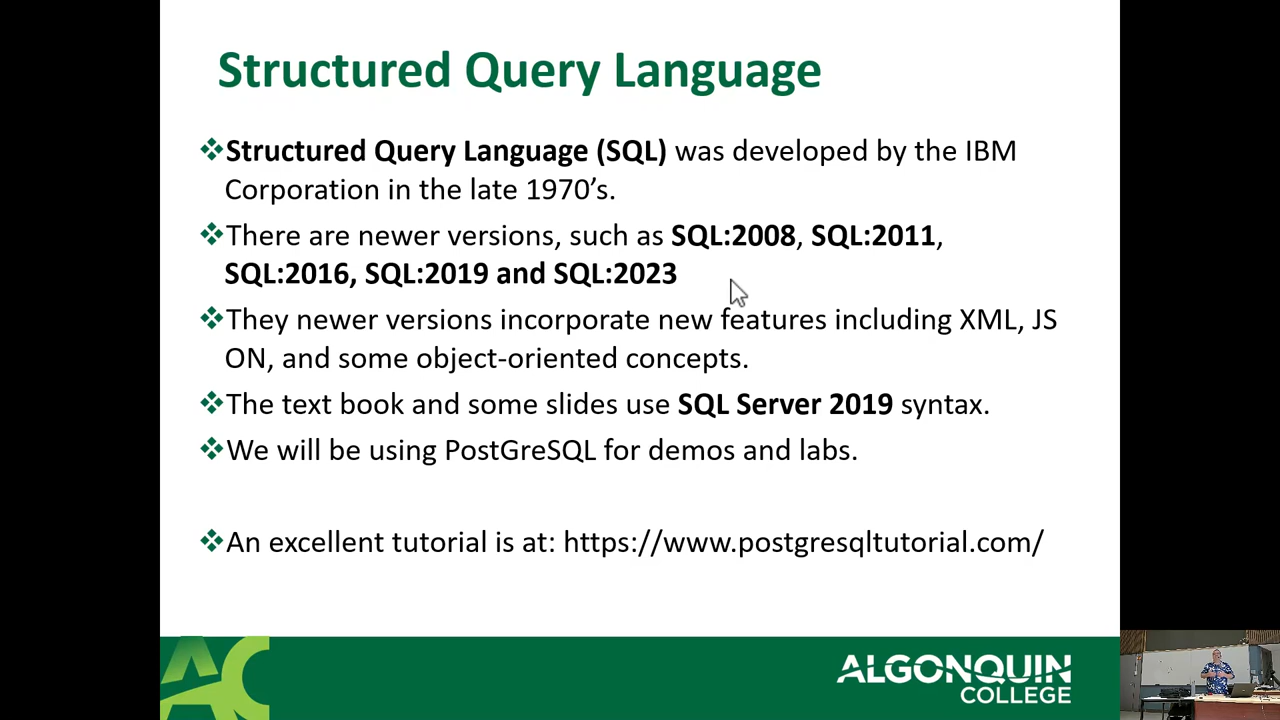 Structured Query Language
❖Structured Query Language (SQL) was developed by the IBM
Corporation in the late 1970’s.
❖There are newer versions, such as SQL:2008, SQL:2011,
SQL:2016, SQL:2019 and SQL:2023
❖They newer versions incorporate new features including XML, JS
ON, and some object-oriented concepts.
❖The text book and some slides use SQL Server 2019 syntax.
❖We will be using PostGreSQL for demos and labs.
❖An excellent tutorial is at: https://www.postgresqltutorial.com/
AC
ALGONQUIN
COLLEGE